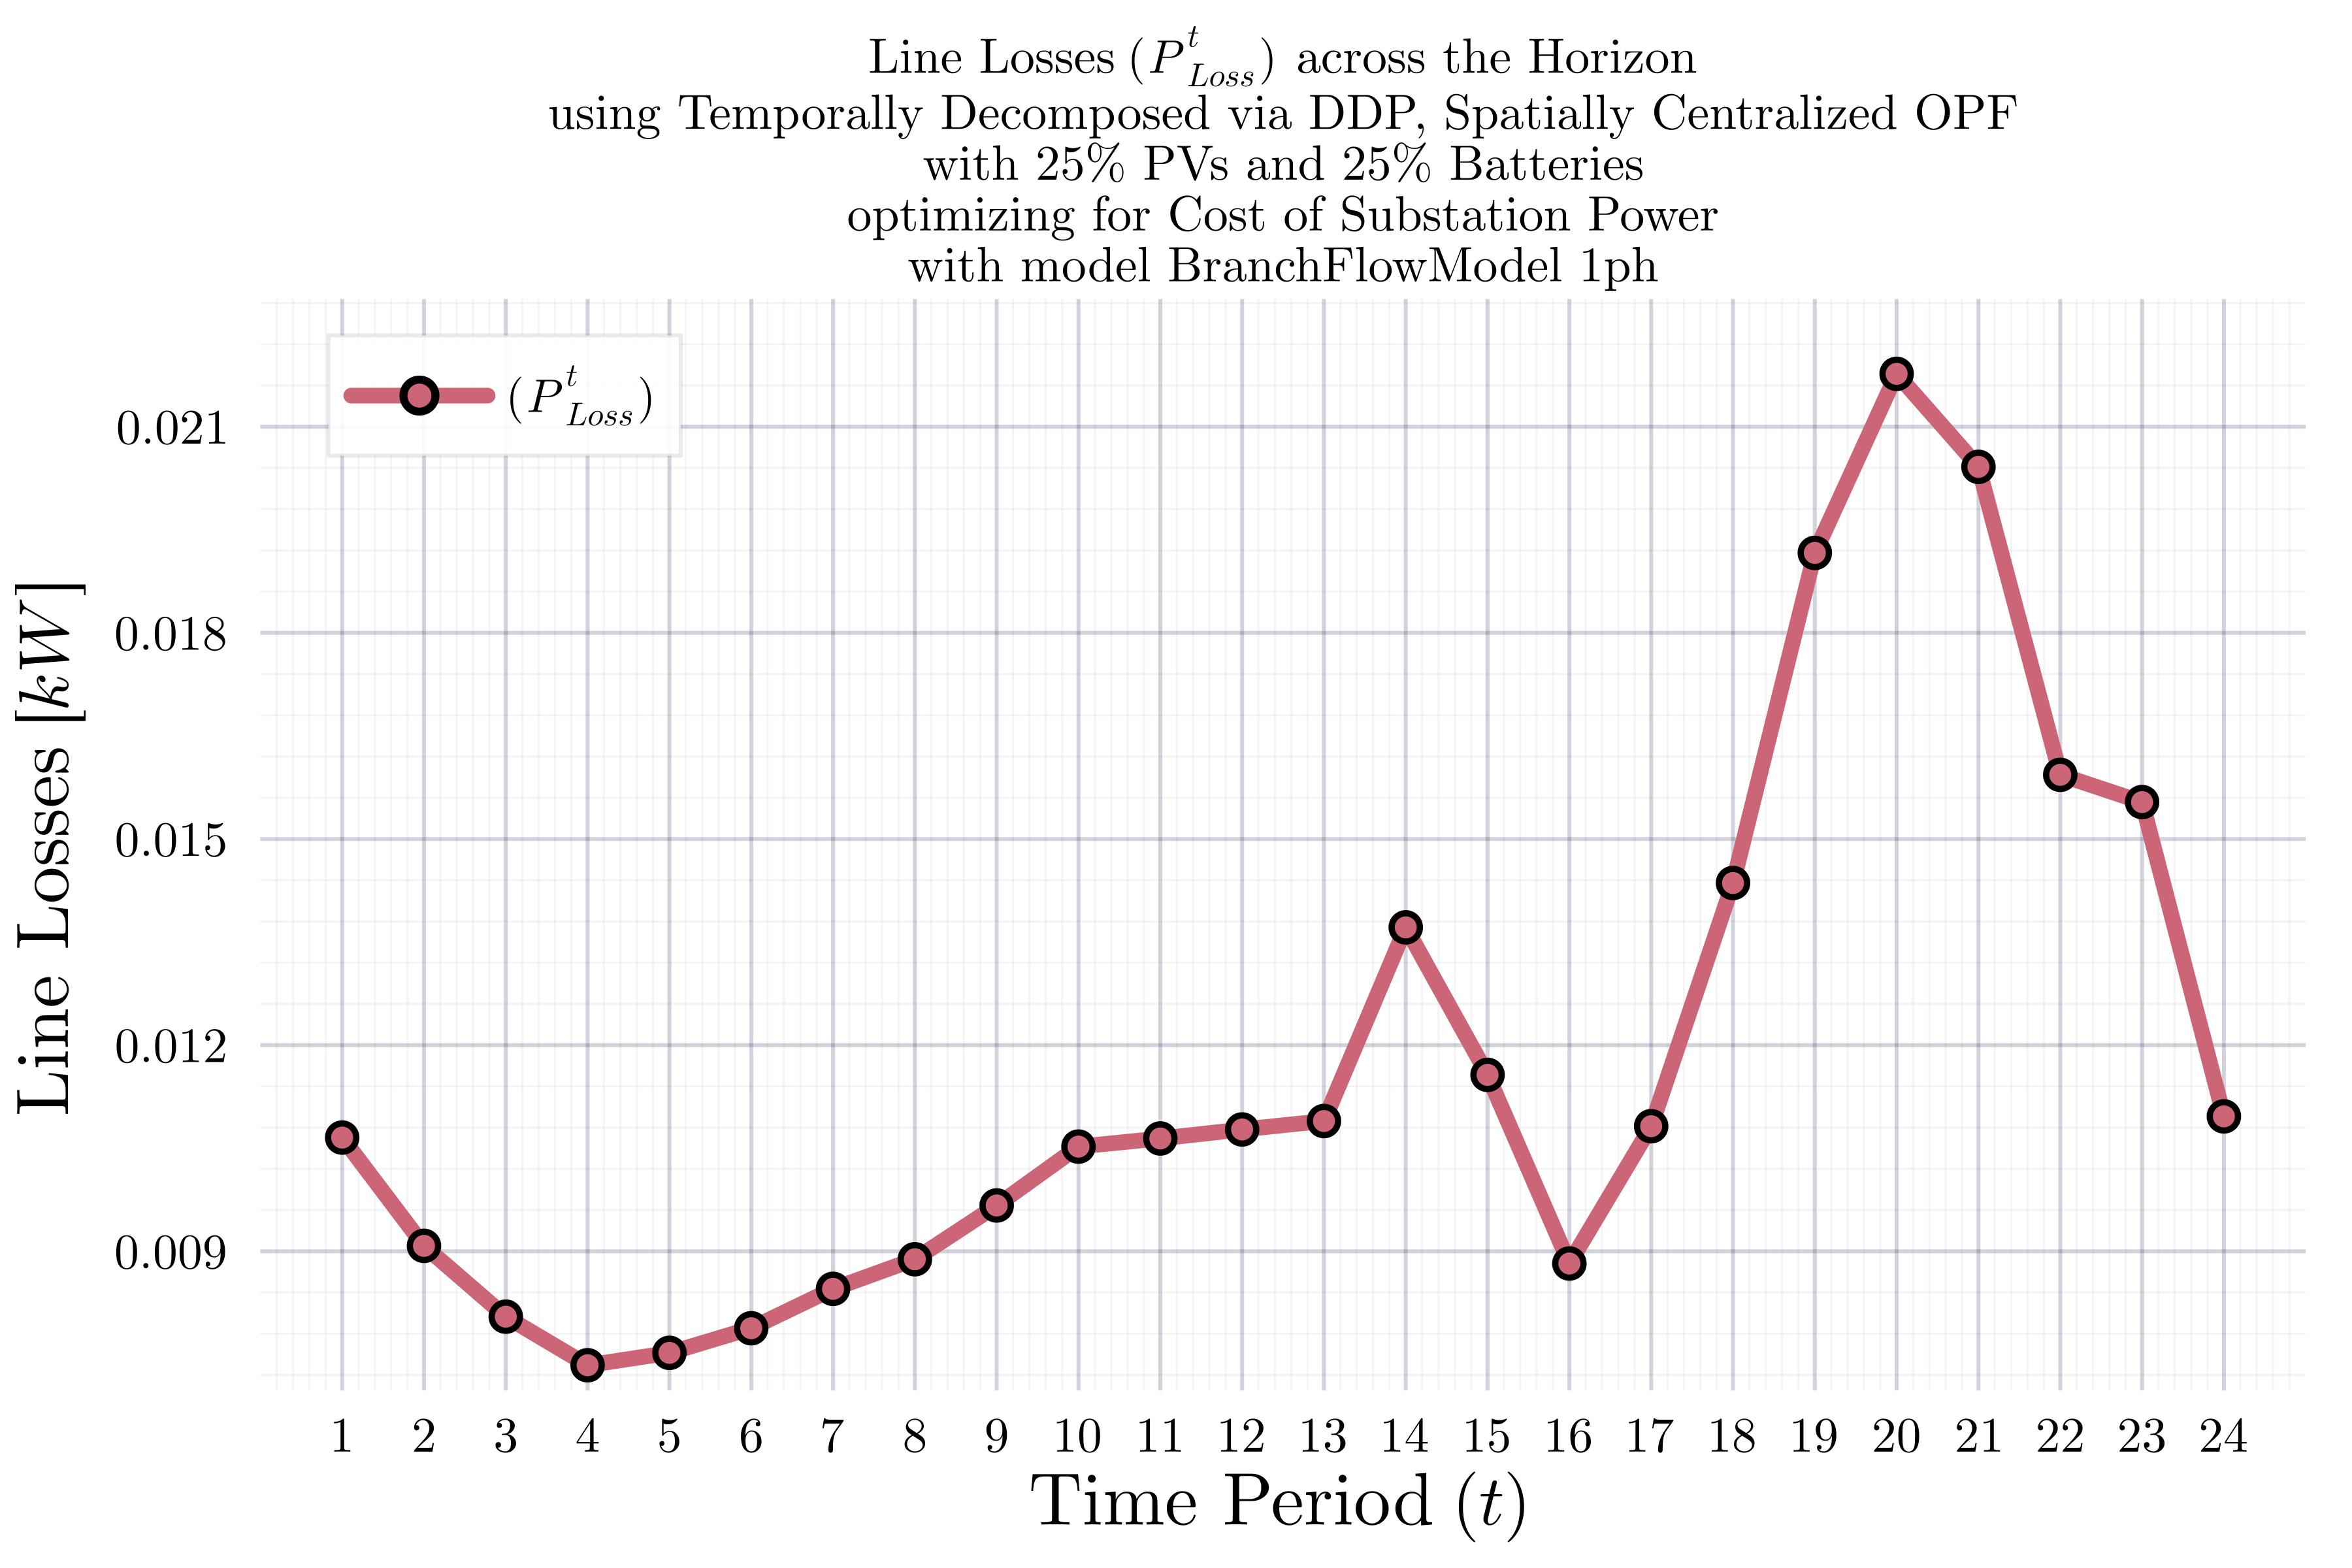 Line Losses (P^t_Loss) across the Horizon
using Temporally Decomposed via DDP, Spatially Centralized OPF
with 25% PVs and 25% Batteries
optimizing for Cost of Substation Power
with model BranchFlowModel 1ph
(P^t_Loss)
Line Losses [kW]
0.021
0.018
0.015
0.012
0.009
1 2 3 4 5 6 7 8 9 10 11 12 13 14 15 16 17 18 19 20 21 22 23 24
Time Period (t)